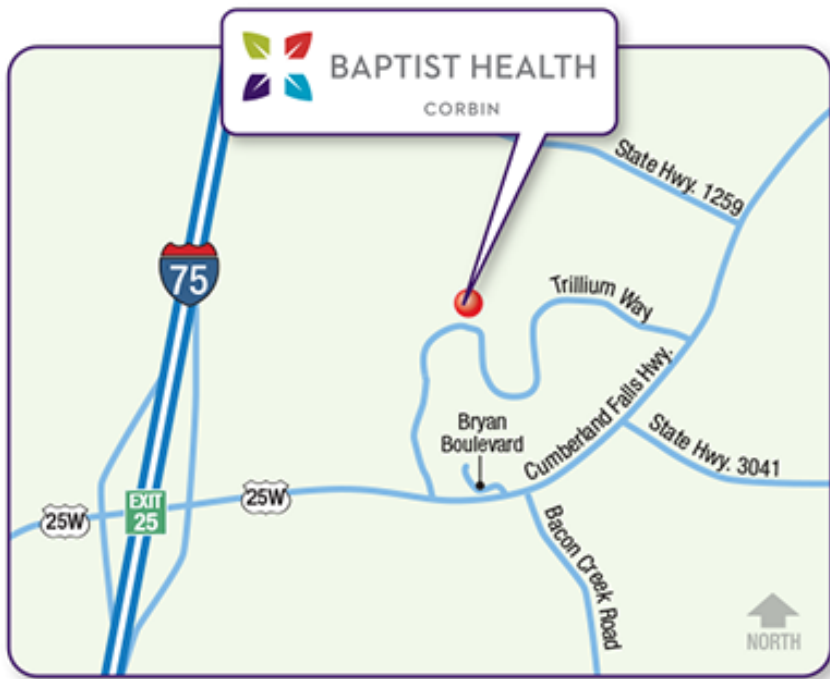 BAPTIST HEALTH
CORBIN
State Hwy. 1259
75
Trillium Way
Cumberland Falls Hwy.
Bryan
Boulevard
State Hwy. 3041
25W
EXIT
25
25W
Bacon Creek Road
NORTH